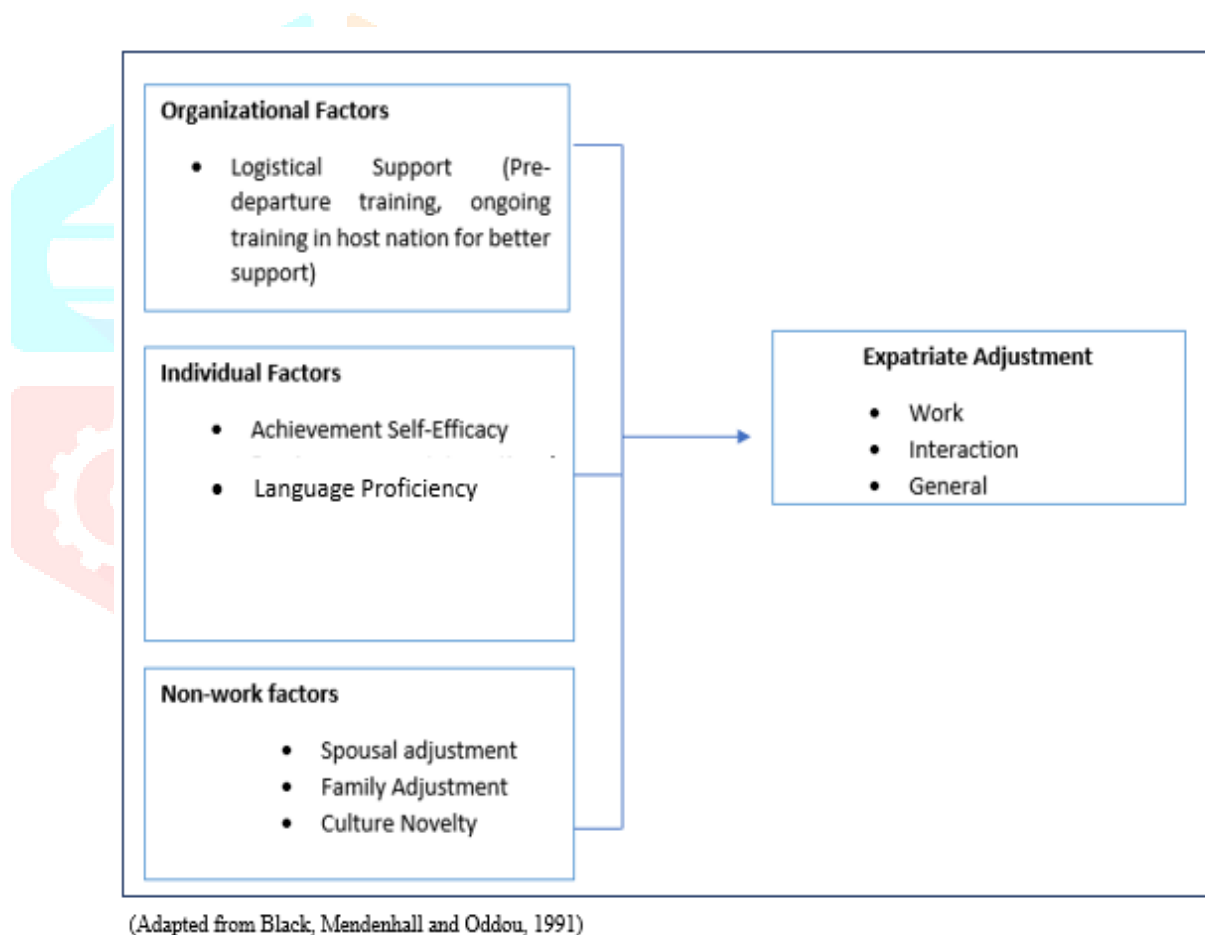 Organizational Factors
• Logistical Support (Pre-
departure training, ongoing
training in host nation for better
support)
Individual Factors
• Achievement Self-Efficacy
• Language Proficiency
Non-work factors
• Spousal adjustment
• Family Adjustment
• Culture Novelty
Expatriate Adjustment
• Work
• Interaction
• General
(Adapted from Black, Mendenhall and Oddou, 1991)